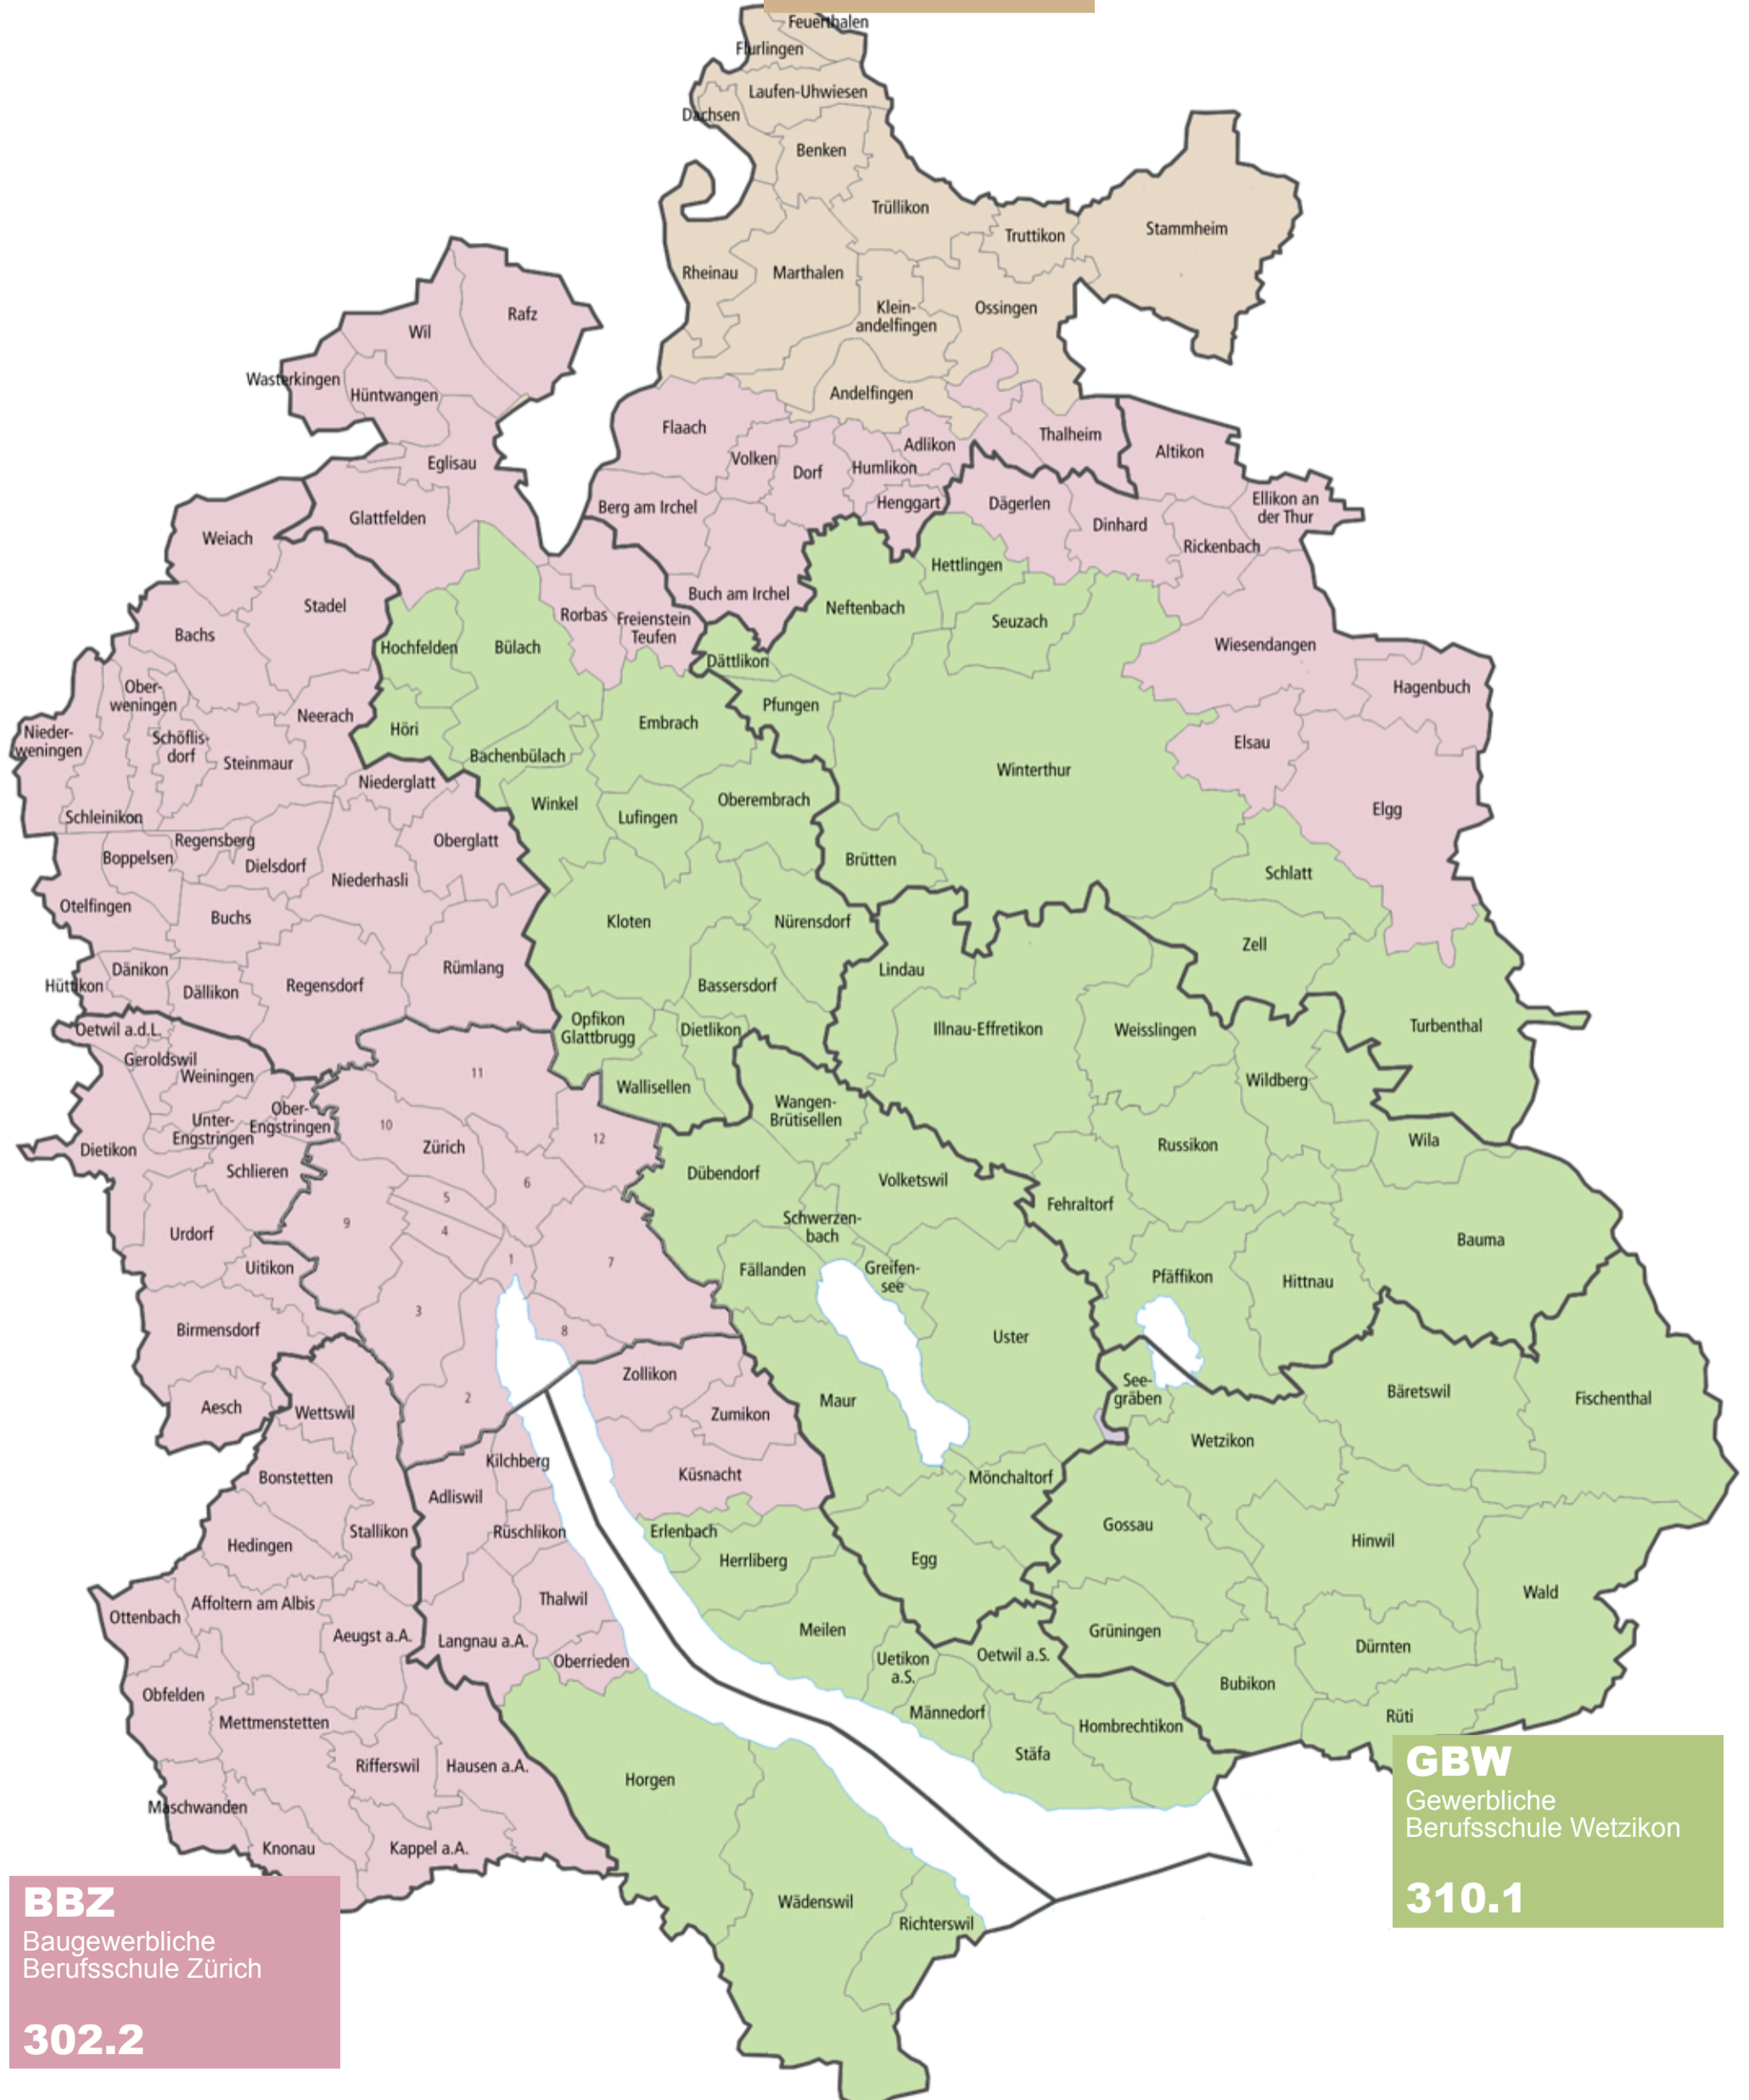 Feuerthalen
Flurlingen
Laufen-Uhwiesen
Dachsen
Benken
Trüllikon
Truttikon
Stammheim
Rheinau
Marthalen
Klein-
andelfingen
Ossingen
Andelfingen
Rafz
Wil
Wasterkingen
Hüntwangen
Eglisau
Flaach
Volken
Dorf
Humlikon
Adlikon
Thalheim
Altikon
Berg am Irchel
Henggart
Dägerlen
Dinhard
Ellikon an
der Thur
Rickenbach
Glattfelden
Weiach
Buch am Irchel
Hettlingen
Neftenbach
Seuzach
Stadel
Bachs
Hochfelden
Bülach
Rorbas
Freienstein
Teufen
Dättlikon
Wiesendangen
Hagenbuch
Ober-
weningen
Neerach
Höri
Embrach
Pfungen
Nieder-
weningen
Schöflis-
dorf
Steinmaur
Bachenbülach
Elsau
Winterthur
Niederglatt
Winkel
Lufingen
Oberembrach
Elgg
Schleinikon
Regensberg
Boppelsen
Dielsdorf
Oberglatt
Niederhasli
Brütten
Schlatt
Otelfingen
Buchs
Kloten
Nürensdorf
Zell
Hüttikon
Dänikon
Dällikon
Regensdorf
Rümlang
Bassersdorf
Lindau
Oetwil a.d.L.
Opfikon
Glattbrugg
Dietlikon
Illnau-Effretikon
Weisslingen
Turbenthal
Geroldswil
Weiningen
11
Wallisellen
Wangen-
Brütisellen
Wildberg
Ober-
Engstringen
Unter-
Engstringen
10
Zürich
12
Dietikon
Schlieren
Dübendorf
Volketswil
Russikon
Wila
6
5
9
4
Fehraltorf
Urdorf
Schwerzen-
bach
Bauma
Uitikon
1
7
Fällanden
Greifen-
see
Pfäffikon
Hittnau
3
8
Birmensdorf
Uster
Zollikon
Aesch
Wettswil
2
Zumikon
Maur
See-
gräben
Bäretswil
Fischenthal
Wetzikon
Bonstetten
Kilchberg
Küsnacht
Mönchaltorf
Adliswil
Stallikon
Rüschlikon
Erlenbach
Gossau
Hedingen
Herrliberg
Egg
Hinwil
Ottenbach
Affoltern am Albis
Thalwil
Wald
Aeugst a.A.
Langnau a.A.
Meilen
Grüningen
Dürnten
Oberrieden
Uetikon
a.S.
Oetwil a.S.
Obfelden
Bubikon
Mettmenstetten
Männedorf
Hombrechtikon
Rüti
Rifferswil
Hausen a.A.
Horgen
Stäfa
Maschwanden
Knonau
Kappel a.A.
Wädenswil
Richterswil
GBW
Gewerbliche
Berufsschule Wetzikon
310.1
BBZ
Baugewerbliche
Berufsschule Zürich
302.2